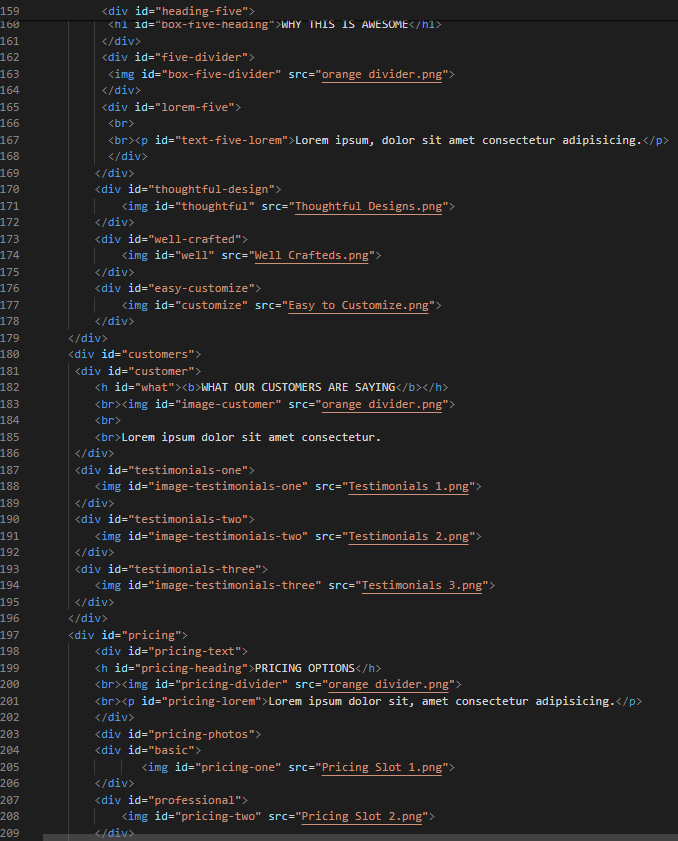 159 <div id="heading-five">
160 <h1 id="box-five-heading">WHY THIS IS AWESOME</h1>
161 </div>
162 <div id="five-divider">
163 <img id="box-five-divider" src="orange divider.png">
164 </div>
165 <div id="lorem-five">
166 <br>
167 <br><p id="text-five-lorem">Lorem ipsum, dolor sit amet consectetur adipisicing.</p>
168 </div>
169 </div>
170 <div id="thoughtful-design">
171 <img id="thoughtful" src="Thoughtful Designs.png">
172 </div>
173 <div id="well-crafted">
174 <img id="well" src="Well Crafteds.png">
175 </div>
176 <div id="easy-customize">
177 <img id="customize" src="Easy to Customize.png">
178 </div>
179 </div>
180 <div id="customers">
181 <div id="customer">
182 <h id="what"><b>WHAT OUR CUSTOMERS ARE SAYING</b></h>
183 <br><img id="image-customer" src="orange divider.png">
184 <br>
185 <br>Lorem ipsum dolor sit amet consectetur.
186 </div>
187 <div id="testimonials-one">
188 <img id="image-testimonials-one" src="Testimonials 1.png">
189 </div>
190 <div id="testimonials-two">
191 <img id="image-testimonials-two" src="Testimonials 2.png">
192 </div>
193 <div id="testimonials-three">
194 <img id="image-testimonials-three" src="Testimonials 3.png">
195 </div>
196 </div>
197 <div id="pricing">
198 <div id="pricing-text">
199 <h id="pricing-heading">PRICING OPTIONS</h>
200 <br><img id="pricing-divider" src="orange divider.png">
201 <br><p id="pricing-lorem">Lorem ipsum dolor sit, amet consectetur adipisicing.</p>
202 </div>
203 <div id="pricing-photos">
204 <div id="basic">
205 <img id="pricing-one" src="Pricing Slot 1.png">
206 </div>
207 <div id="professional">
208 <img id="pricing-two" src="Pricing Slot 2.png">
209 </div>